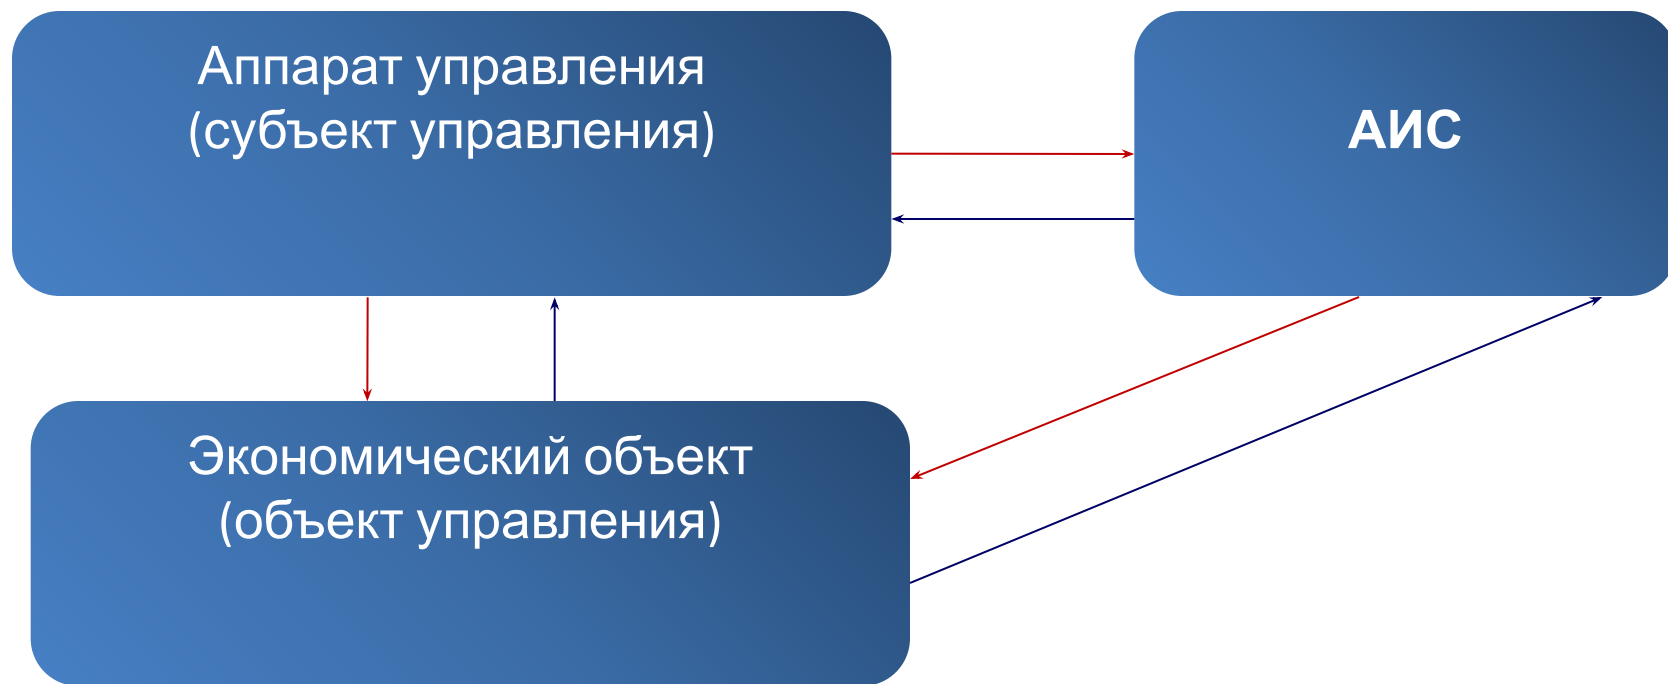 Аппарат управления
(субъект управления)
АИС
Экономический объект
(объект управления)